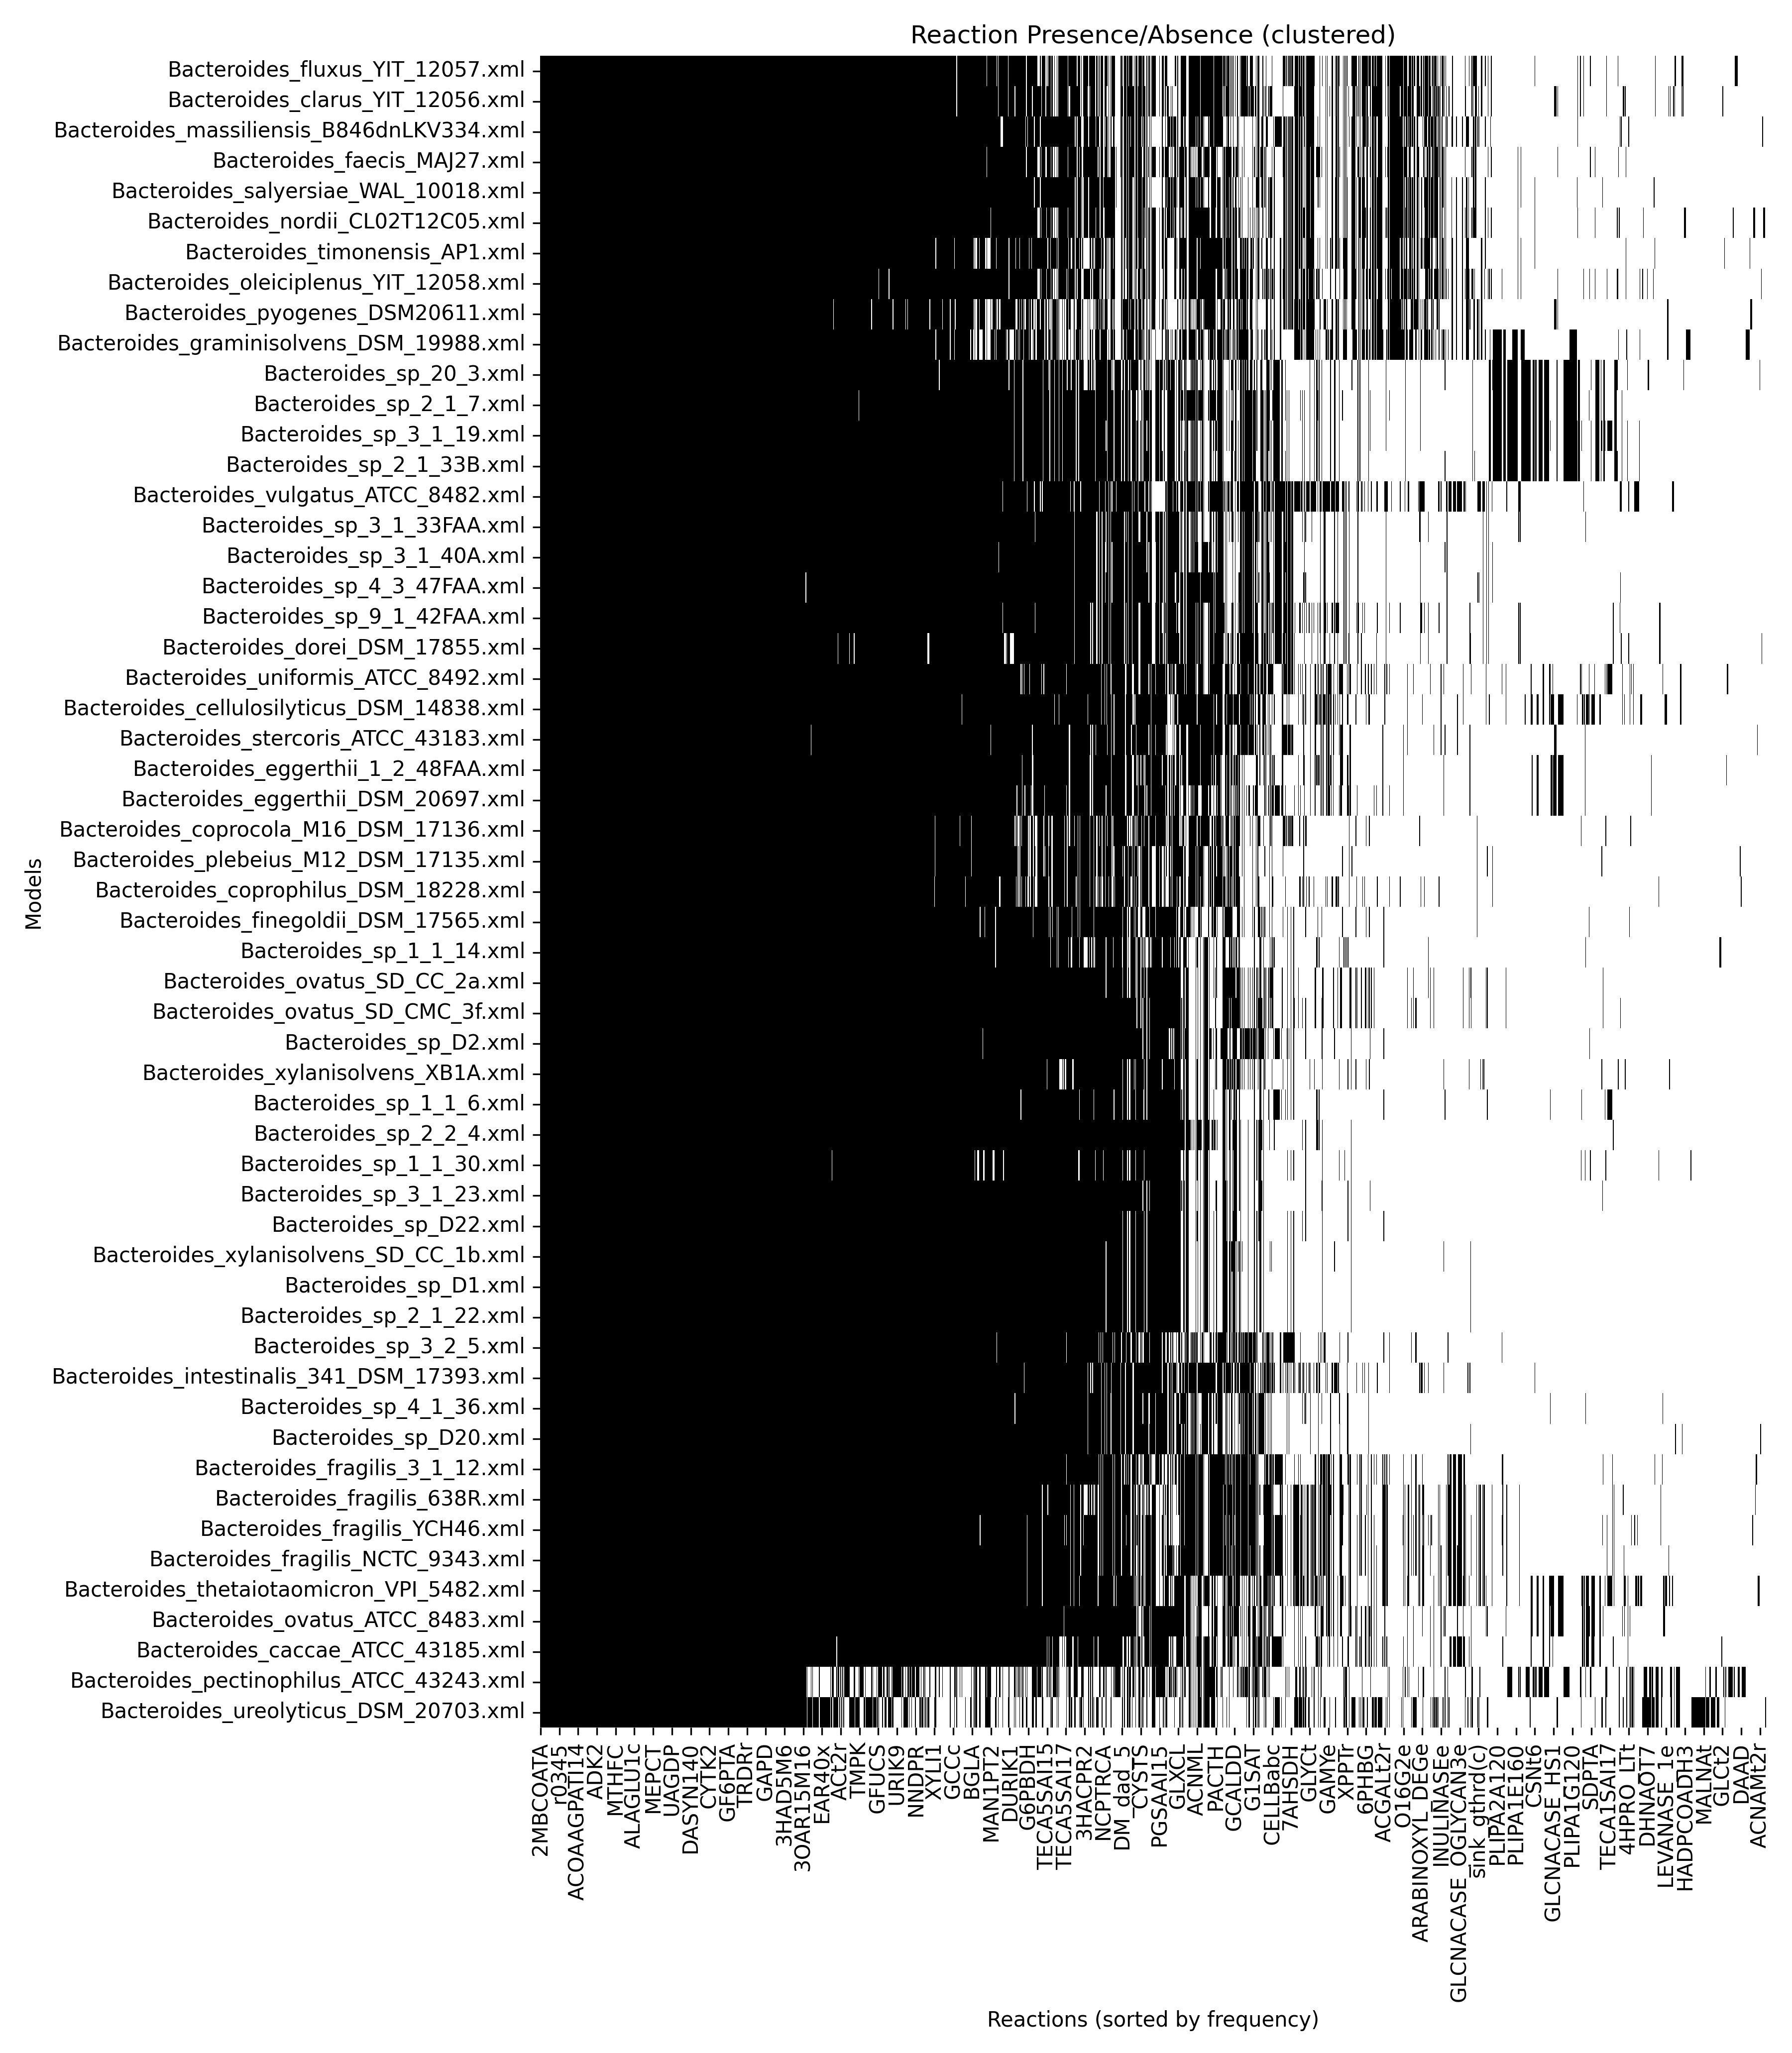 Reaction Presence/Absence (clustered)
Bacteroides_fluxus_YIT_12057.xml
Bacteroides_clarus_YIT_12056.xml
Bacteroides_massiliensis_B846dnLKV334.xml
Bacteroides_faecis_MAJ27.xml
Bacteroides_salyersiae_WAL_10018.xml
Bacteroides_nordii_CL02T12C05.xml
Bacteroides_timonensis_AP1.xml
Bacteroides_oleiciplenus_YIT_12058.xml
Bacteroides_pyogenes_DSM20611.xml
Bacteroides_graminisolvens_DSM_19988.xml
Bacteroides_sp_20_3.xml
Bacteroides_sp_2_1_7.xml
Bacteroides_sp_3_1_19.xml
Bacteroides_sp_2_1_33B.xml
Bacteroides_vulgatus_ATCC_8482.xml
Bacteroides_sp_3_1_33FAA.xml
Bacteroides_sp_3_1_40A.xml
Bacteroides_sp_4_3_47FAA.xml
Bacteroides_sp_9_1_42FAA.xml
Bacteroides_dorei_DSM_17855.xml
Bacteroides_uniformis_ATCC_8492.xml
Bacteroides_cellulosilyticus_DSM_14838.xml
Bacteroides_stercoris_ATCC_43183.xml
Bacteroides_eggerthii_1_2_48FAA.xml
Bacteroides_eggerthii_DSM_20697.xml
Bacteroides_coprocola_M16_DSM_17136.xml
Bacteroides_plebeius_M12_DSM_17135.xml
Bacteroides_coprophilus_DSM_18228.xml
Bacteroides_finegoldii_DSM_17565.xml
Bacteroides_sp_1_1_14.xml
Bacteroides_ovatus_SD_CC_2a.xml
Bacteroides_ovatus_SD_CMC_3f.xml
Bacteroides_sp_D2.xml
Bacteroides_xylanisolvens_XB1A.xml
Bacteroides_sp_1_1_6.xml
Bacteroides_sp_2_2_4.xml
Bacteroides_sp_1_1_30.xml
Bacteroides_sp_3_1_23.xml
Bacteroides_sp_D22.xml
Bacteroides_xylanisolvens_SD_CC_1b.xml
Bacteroides_sp_D1.xml
Bacteroides_sp_2_1_22.xml
Bacteroides_sp_3_2_5.xml
Bacteroides_intestinalis_341_DSM_17393.xml
Bacteroides_sp_4_1_36.xml
Bacteroides_sp_D20.xml
Bacteroides_fragilis_3_1_12.xml
Bacteroides_fragilis_638R.xml
Bacteroides_fragilis_YCH46.xml
Bacteroides_fragilis_NCTC_9343.xml
Bacteroides_thetaiotaomicron_VPI_5482.xml
Bacteroides_ovatus_ATCC_8483.xml
Bacteroides_caccae_ATCC_43185.xml
Bacteroides_pectinophilus_ATCC_43243.xml
Bacteroides_ureolyticus_DSM_20703.xml
Models
2MBCOATA
r0345
ACOAAGPATI14
ADK2
MTHFC
ALAGLU1c
MEPCT
UAGDP
DASYN140
CYTK2
GF6PTA
TRDRr
GAPD
3HAD5M6
3OAR15M16
EAR40x
ACt2r
TMPK
GFUCS
URIK9
NNDPR
XYLI1
GCCc
BGLA
MAN1PT2
DURIK1
G6PBDH
TECA5SAI15
TECA5SAI17
3HACPR2
NCPTRCA
DM_dad_5
CYSTS
PGSAAI15
GLXCL
ACNML
PACTH
GCALDD
G1SAT
CELLBabc
7AHSDH
GLYCt
GAMYe
XPPTr
6PHBG
ACGALt2r
O16G2e
ARABINOXYL_DEGe
INULINASEe
GLCNACASE_OGLYCAN3e
sink_gthrd(c)
PLIPA2A120
PLIPA1E160
CSNt6
GLCNACASE_HS1
PLIPA1G120
SDPTA
TECA1SAI17
4HPRO_LTt
DHNAOT7
LEVANASE_1e
HADPCOADH3
MALNAt
GLCt2
DAAD
ACNAMt2r
Reactions (sorted by frequency)